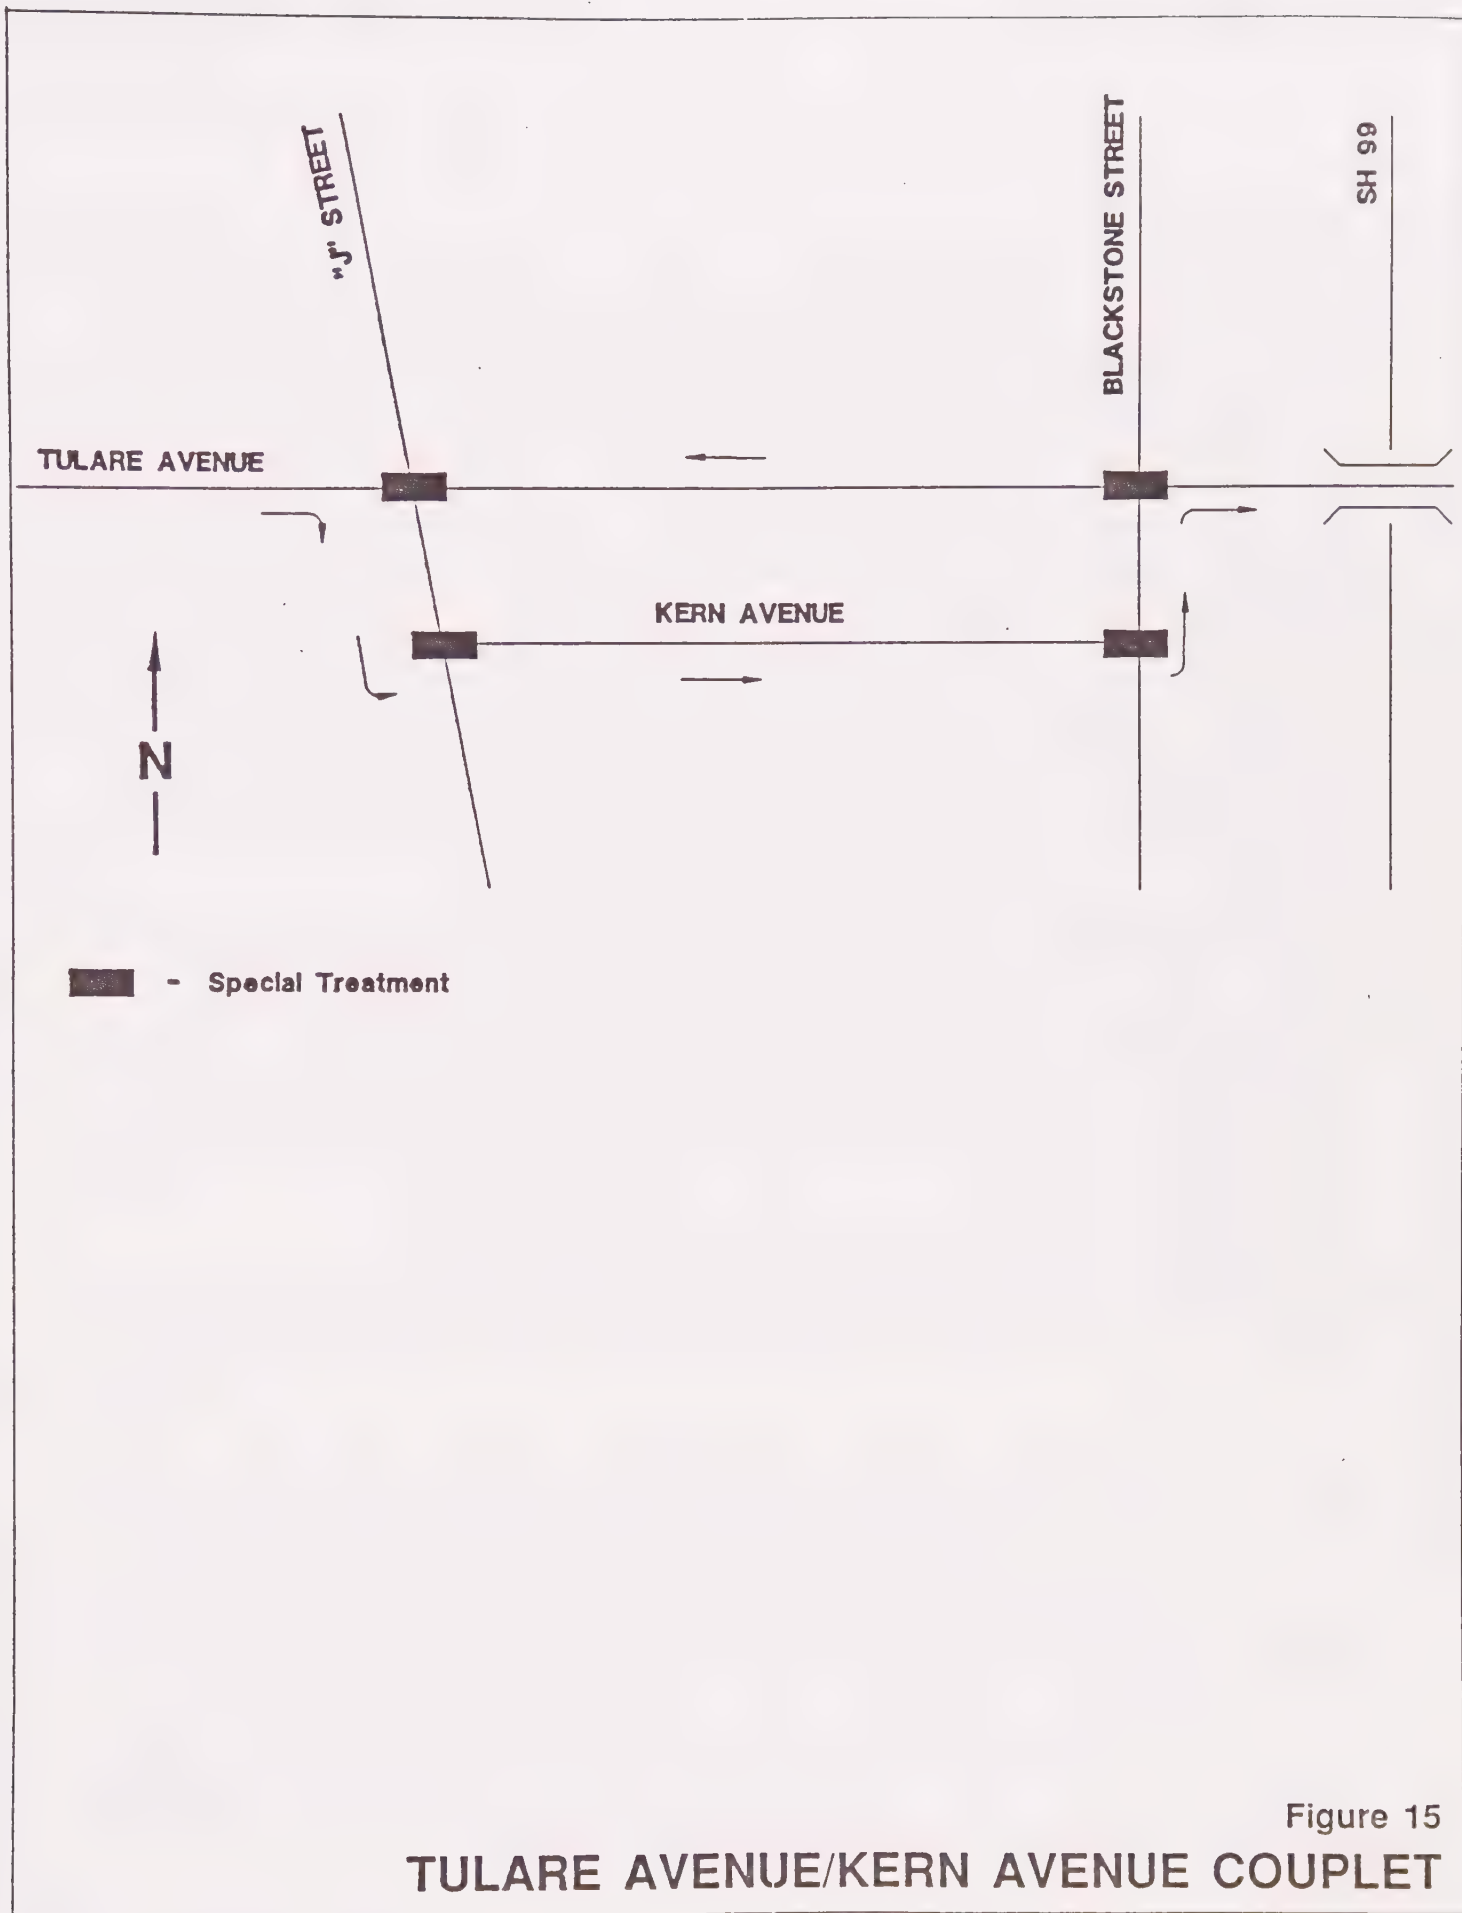 "J" STREET
BLACKSTONE STREET
SH 99
TULARE AVENUE
KERN AVENUE
N
- Special Treatment
Figure 15
TULARE AVENUE/KERN AVENUE COUPLET